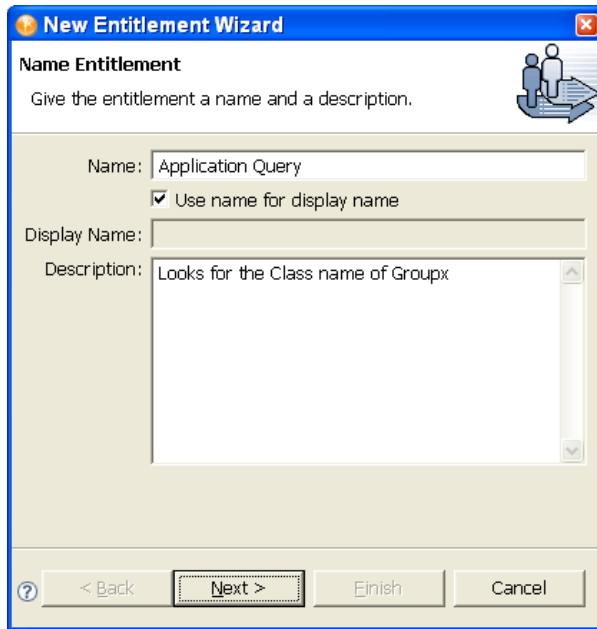 New Entitlement Wizard
Name Entitlement
Give the entitlement a name and a description.
Name: Application Query
Use name for display name
Display Name:
Description: Looks for the Class name of Groupx
? < Back Next > Finish Cancel